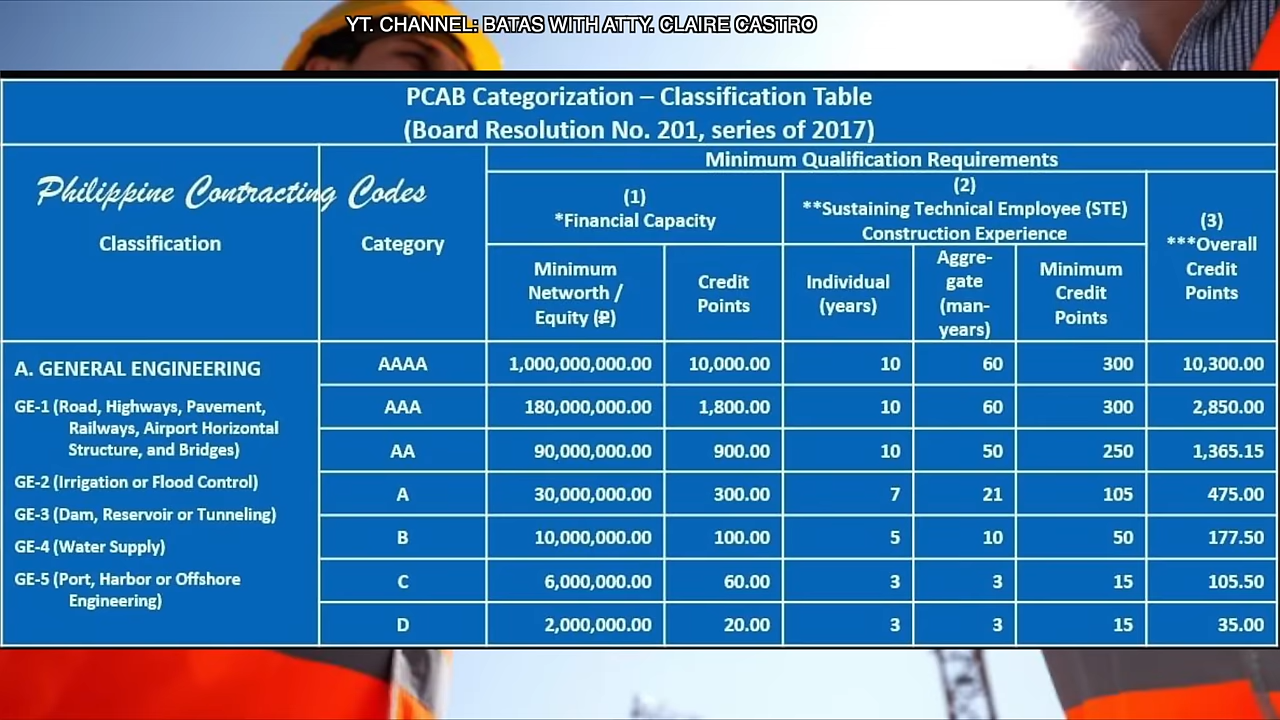 YT. CHANNEL: BATAS WITH ATTY. CLAIRE CASTRO
PCAB Categorization – Classification Table
(Board Resolution No. 201, series of 2017)
Philippine Contracting Codes
Classification
Category
Minimum Qualification Requirements
(1)
*Financial Capacity
(2)
**Sustaining Technical Employee (STE)
Construction Experience
(3)
***Overall
Credit
Points
Minimum
Networth /
Equity (₱)
Credit
Points
Individual
(years)
Aggre-
gate
(man-
years)
Minimum
Credit
Points
A. GENERAL ENGINEERING
GE-1 (Road, Highways, Pavement,
Railways, Airport Horizontal
Structure, and Bridges)
GE-2 (Irrigation or Flood Control)
GE-3 (Dam, Reservoir or Tunneling)
GE-4 (Water Supply)
GE-5 (Port, Harbor or Offshore
Engineering)
AAAA 1,000,000,000.00 10,000.00 10 60 300 10,300.00
AAA 180,000,000.00 1,800.00 10 60 300 2,850.00
AA 90,000,000.00 900.00 10 50 250 1,365.15
A 30,000,000.00 300.00 7 21 105 475.00
B 10,000,000.00 100.00 5 10 50 177.50
C 6,000,000.00 60.00 3 3 15 105.50
D 2,000,000.00 20.00 3 3 15 35.00